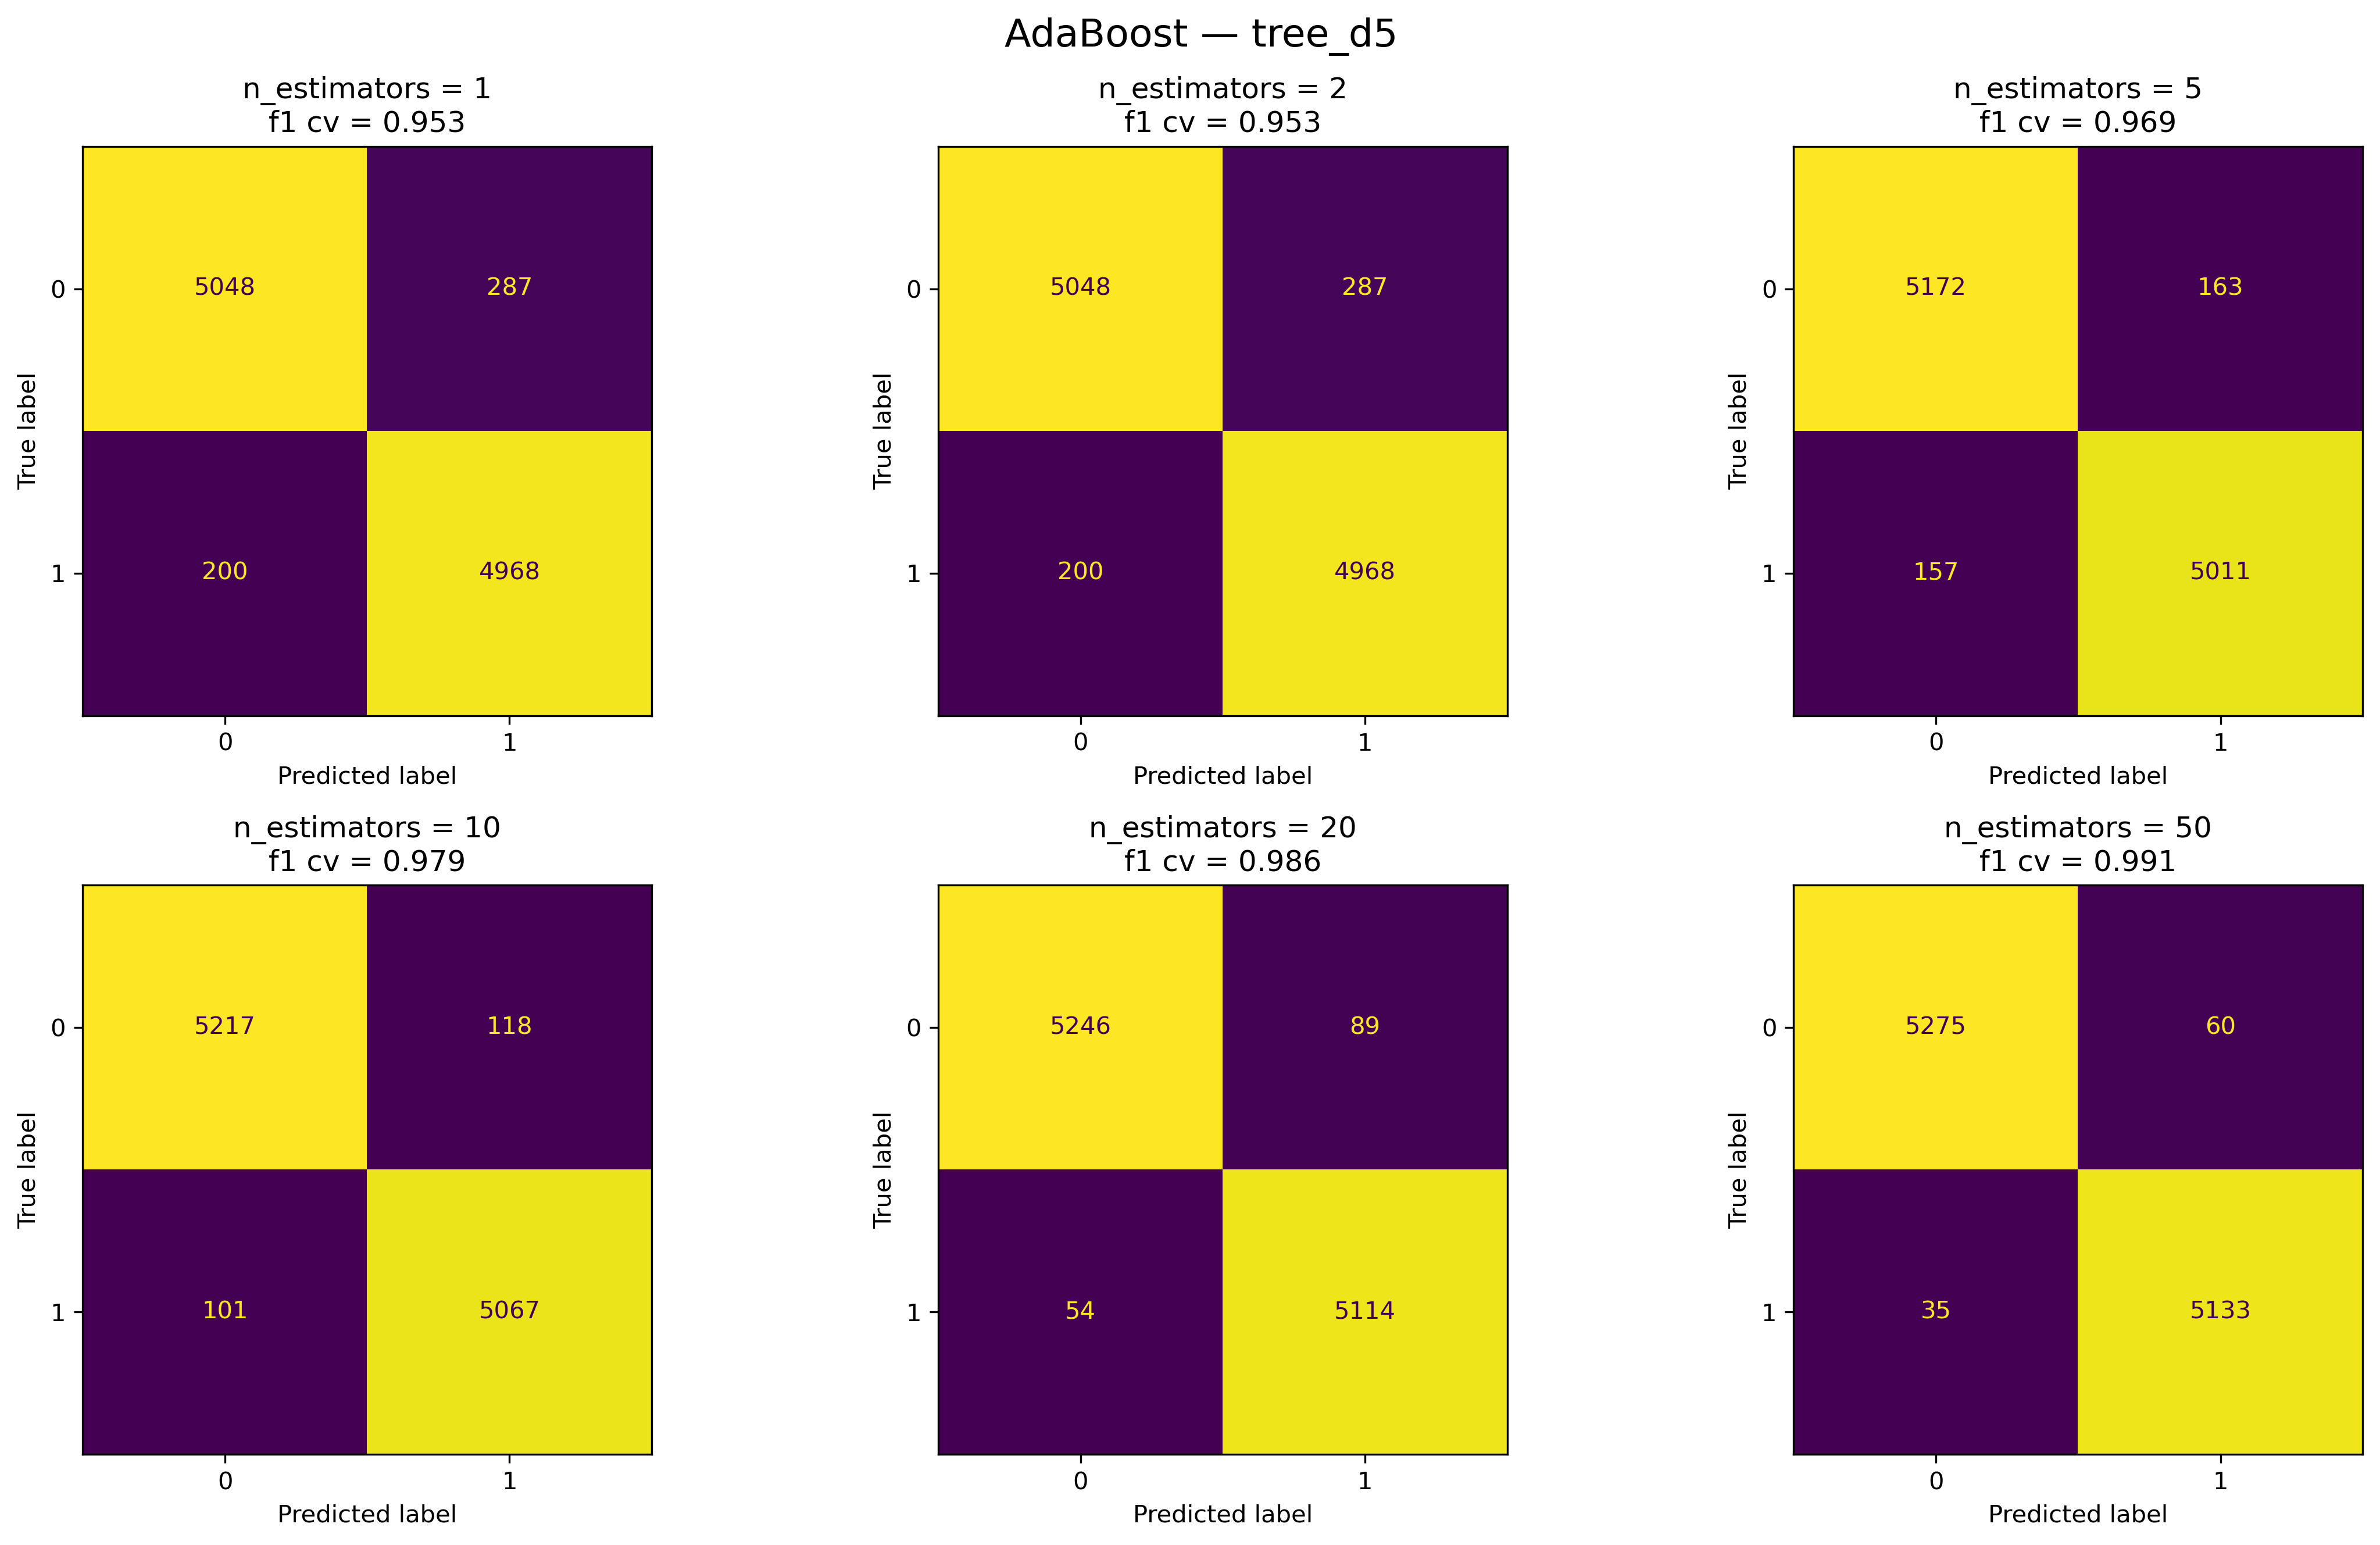 AdaBoost — tree_d5
n_estimators = 1
f1 cv = 0.953
5048
287
200
4968
0
1
True label
0
1
Predicted label
n_estimators = 2
f1 cv = 0.953
5048
287
200
4968
0
1
True label
0
1
Predicted label
n_estimators = 5
f1 cv = 0.969
5172
163
157
5011
0
1
True label
0
1
Predicted label
n_estimators = 10
f1 cv = 0.979
5217
118
101
5067
0
1
True label
0
1
Predicted label
n_estimators = 20
f1 cv = 0.986
5246
89
54
5114
0
1
True label
0
1
Predicted label
n_estimators = 50
f1 cv = 0.991
5275
60
35
5133
0
1
True label
0
1
Predicted label